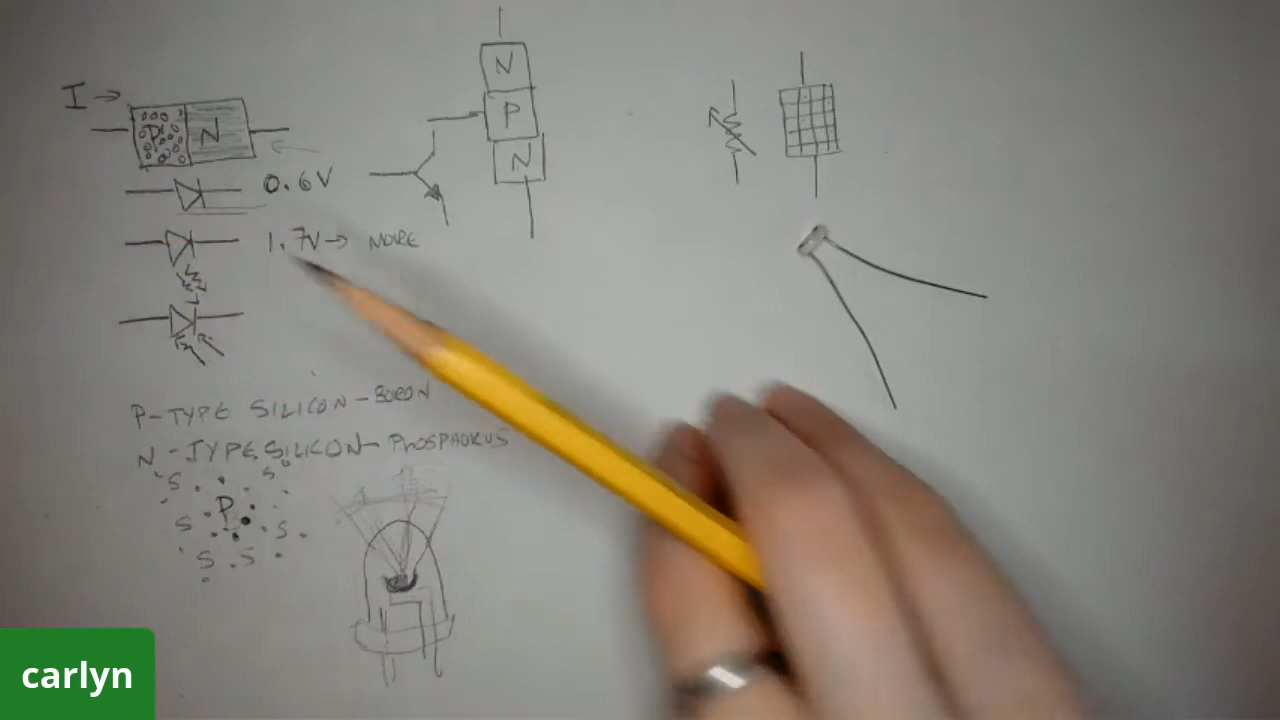 I →
P N
0.6V
1.7V → MORE
N
P
N
P-TYPE SILICON - BORON
N-TYPE SILICON - PHOSPHORUS
S S
P
S S
S S
carlyn